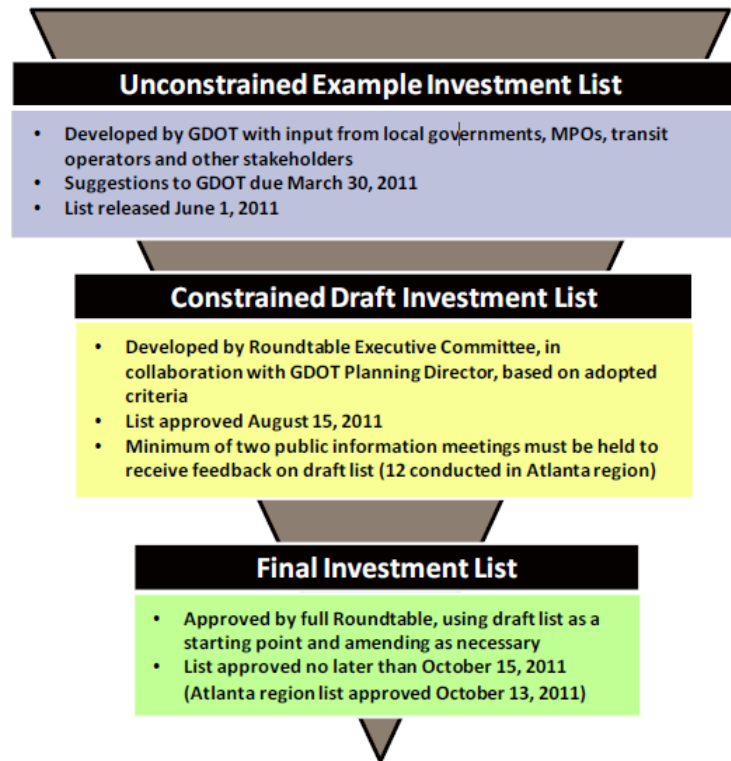 Unconstrained Example Investment List
• Developed by GDOT with input from local governments, MPOs, transit
operators and other stakeholders
• Suggestions to GDOT due March 30, 2011
• List released June 1, 2011
Constrained Draft Investment List
• Developed by Roundtable Executive Committee, in
collaboration with GDOT Planning Director, based on adopted
criteria
• List approved August 15, 2011
• Minimum of two public information meetings must be held to
receive feedback on draft list (12 conducted in Atlanta region)
Final Investment List
• Approved by full Roundtable, using draft list as a
starting point and amending as necessary
• List approved no later than October 15, 2011
(Atlanta region list approved October 13, 2011)